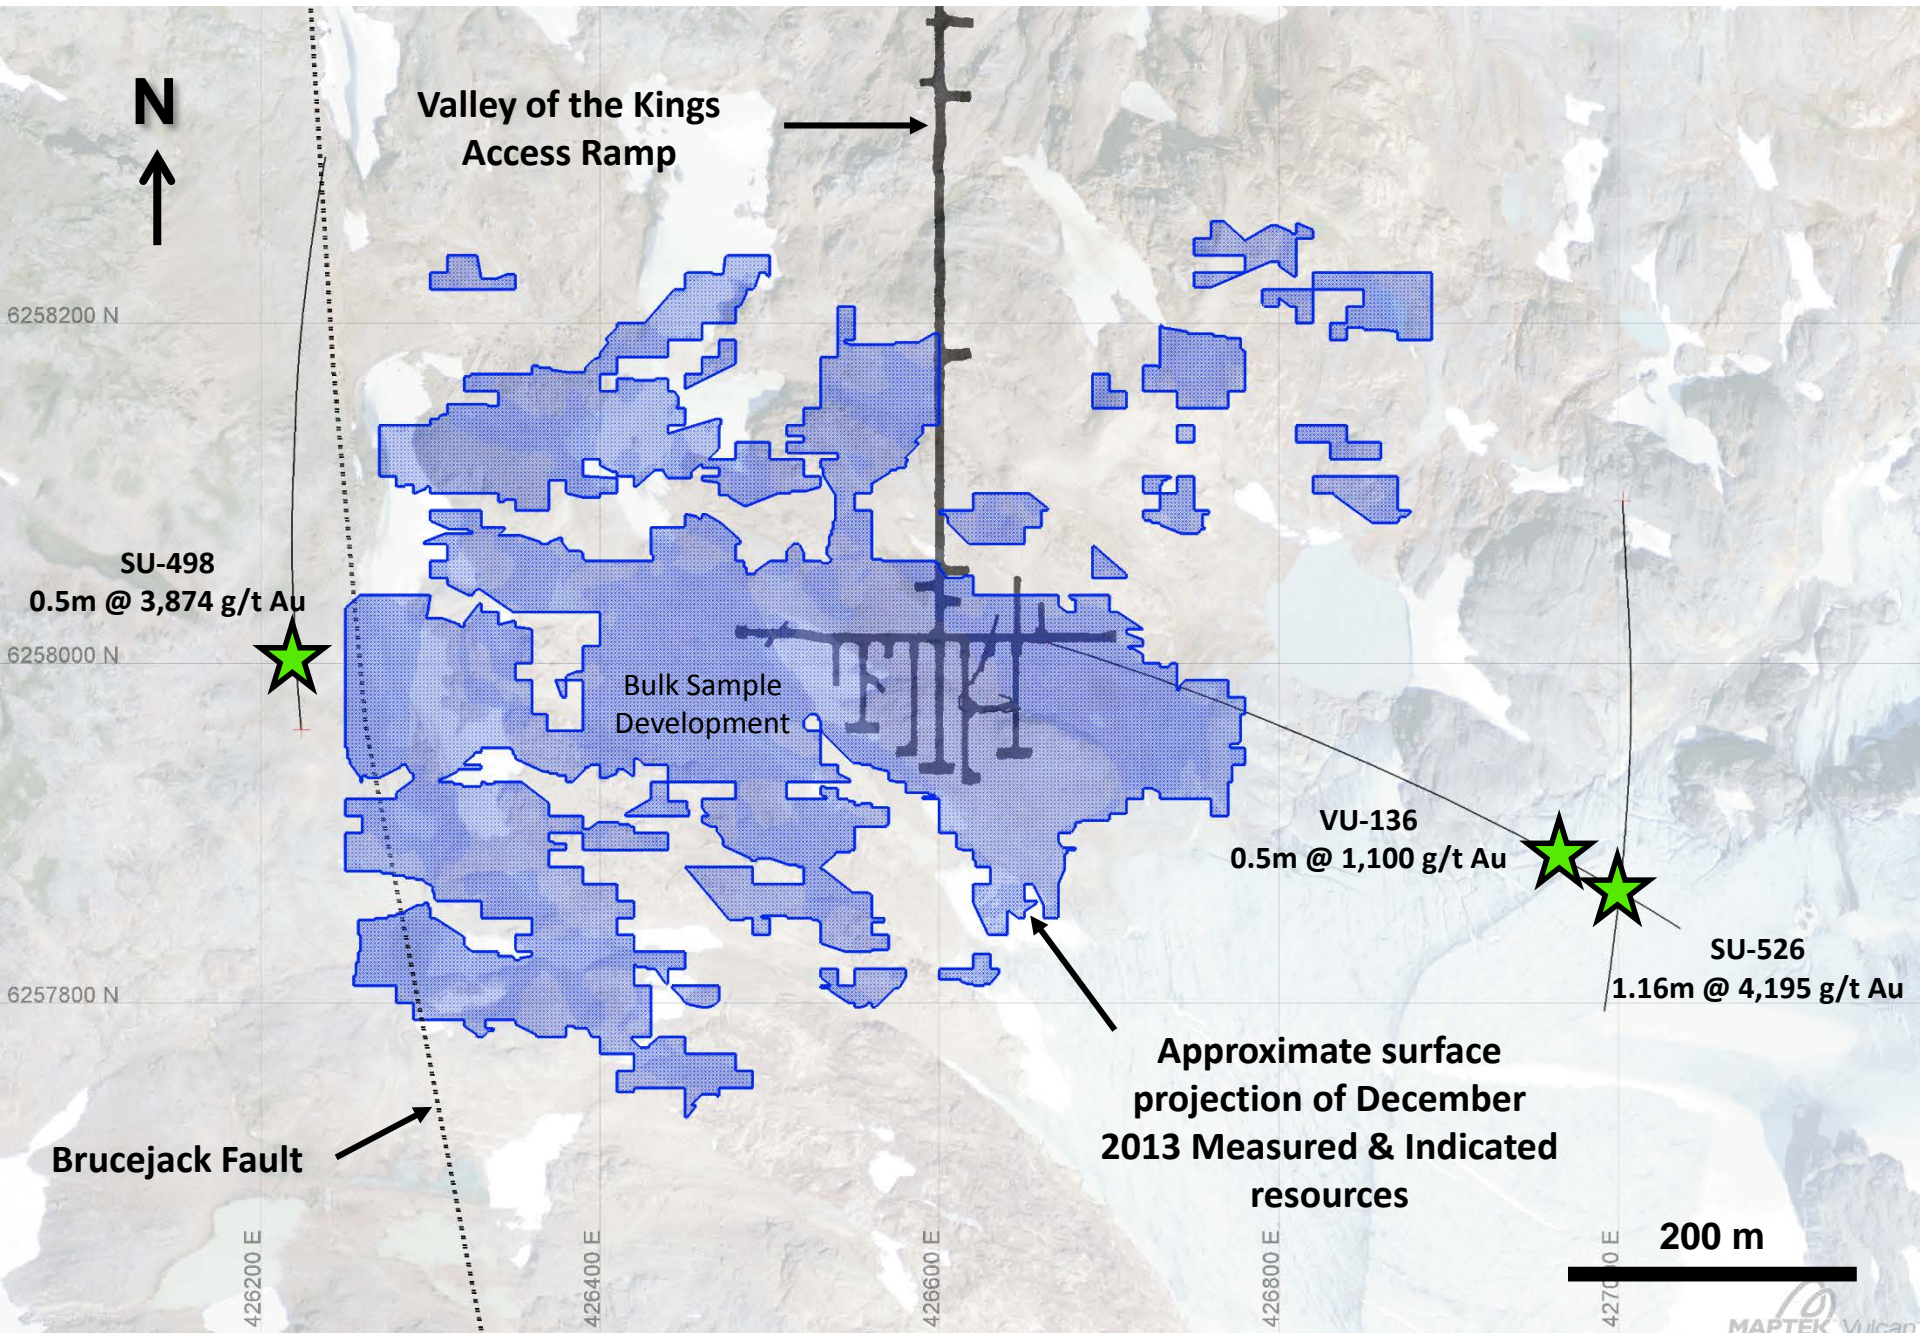 N
Valley of the Kings
Access Ramp
6258200 N
SU-498
0.5m @ 3,874 g/t Au
6258000 N
Bulk Sample
Development
VU-136
0.5m @ 1,100 g/t Au
SU-526
1.16m @ 4,195 g/t Au
6257800 N
Approximate surface
projection of December
2013 Measured & Indicated
resources
Brucejack Fault
200 m
426200 E
426400 E
426600 E
426800 E
427000 E
MAPTEK Vulcan